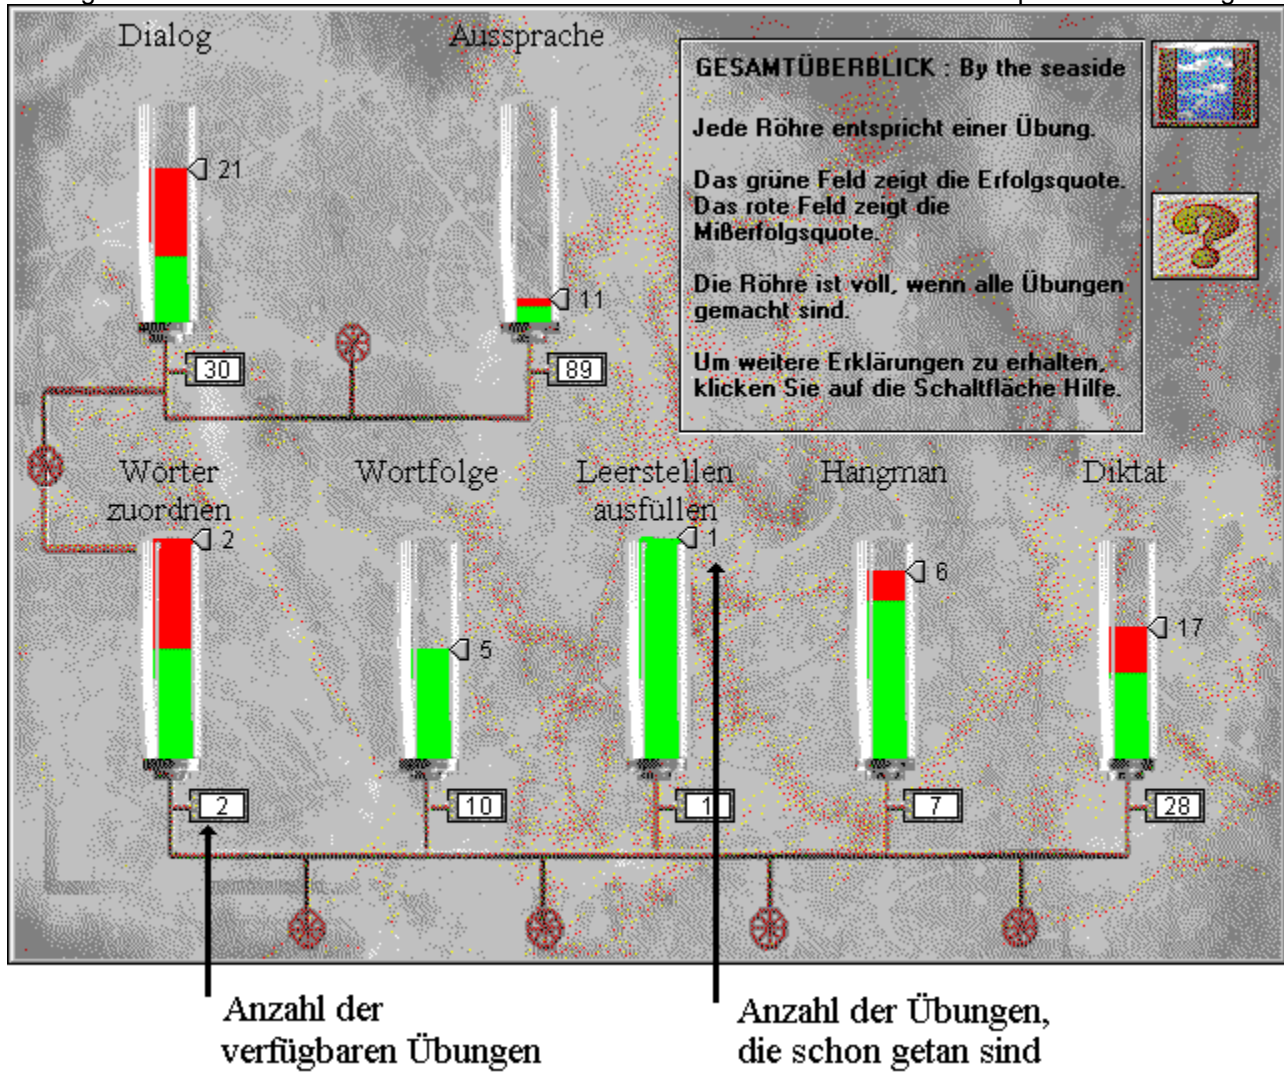 Dialog
Aussprache
GESAMTÜBERBLICK : By the seaside
Jede Röhre entspricht einer Übung.
Das grüne Feld zeigt die Erfolgsquote.
Das rote Feld zeigt die
Mißerfolgsquote.
Die Röhre ist voll, wenn alle Übungen
gemacht sind.
Um weitere Erklärungen zu erhalten,
klicken Sie auf die Schaltfläche Hilfe.
21
11
30
89
Wörter
zuordnen
Wortfolge
Leerstellen
ausfüllen
Hangman
Diktat
2
5
1
6
17
2
10
1
7
28
Anzahl der
verfügbaren Übungen
Anzahl der Übungen,
die schon getan sind